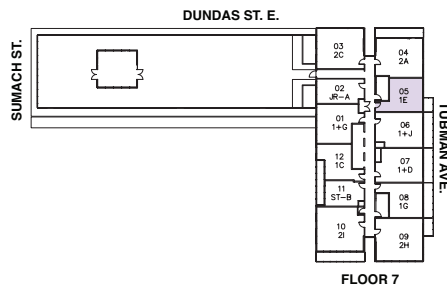 DUNDAS ST. E.
SUMACH ST.
TUBMAN AVE.
03
2C
04
2A
02
JR-A
05
1E
01
1+G
06
1+J
12
1C
07
1+D
11
ST-B
08
1G
10
2I
09
2H
FLOOR 7